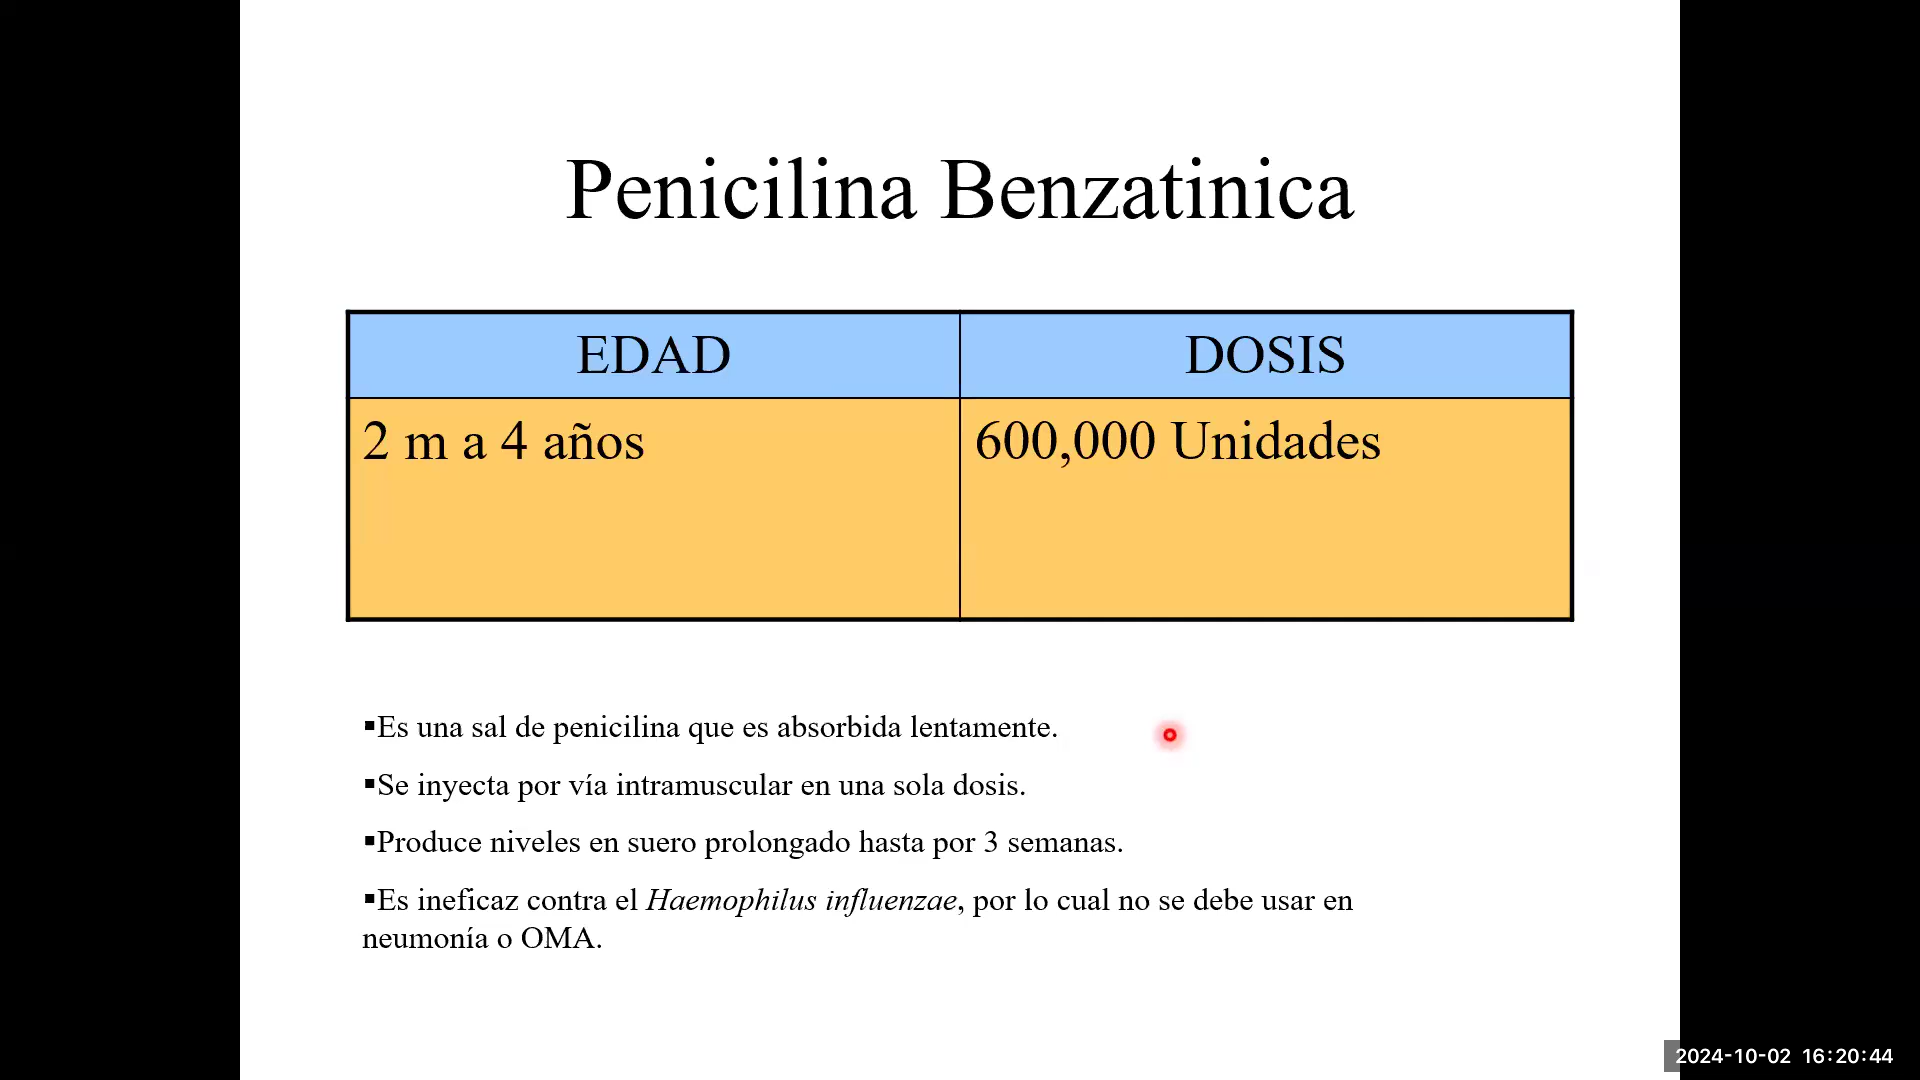 Penicilina Benzatinica
EDAD
DOSIS
2 m a 4 años
600,000 Unidades
▪Es una sal de penicilina que es absorbida lentamente.
▪Se inyecta por vía intramuscular en una sola dosis.
▪Produce niveles en suero prolongado hasta por 3 semanas.
▪Es ineficaz contra el Haemophilus influenzae, por lo cual no se debe usar en
neumonía o OMA.
2024-10-02 16:20:44